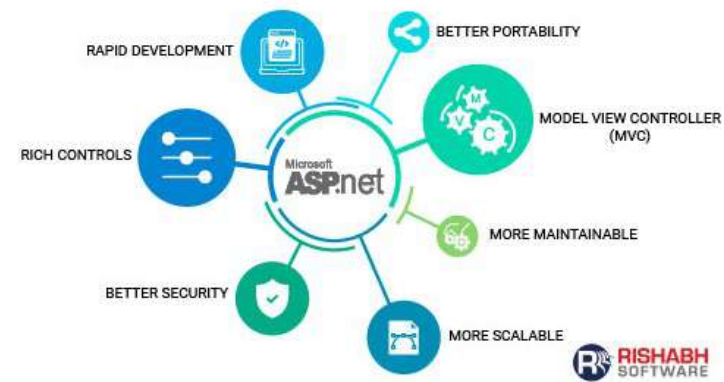 RAPID DEVELOPMENT
BETTER PORTABILITY
M
V
C
MODEL VIEW CONTROLLER
(MVC)
RICH CONTROLS
Microsoft
ASP.net
MORE MAINTAINABLE
BETTER SECURITY
MORE SCALABLE
R
RISHABH
SOFTWARE